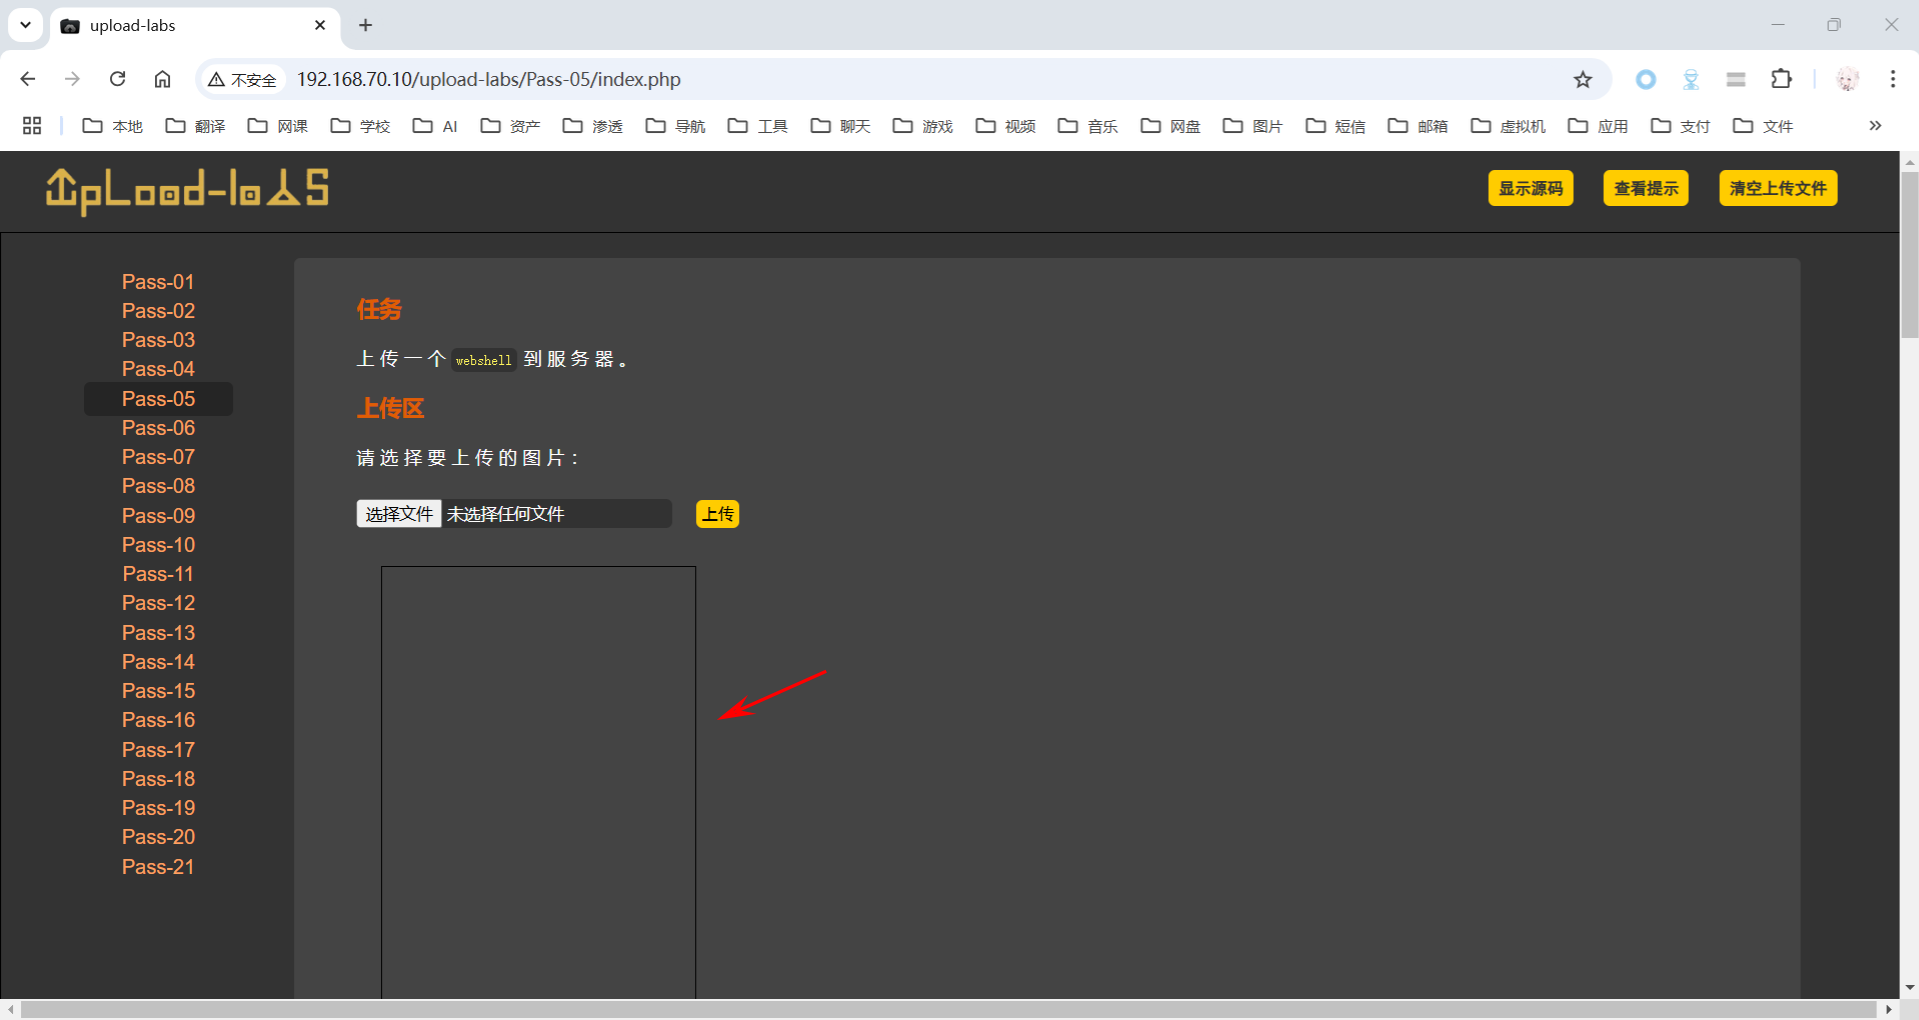 upload-labs
不安全
192.168.70.10/upload-labs/Pass-05/index.php
本地 翻译 网课 学校 AI 资产 渗透 导航 工具 聊天 游戏 视频 音乐 网盘 图片 短信 邮箱 虚拟机 应用 支付 文件
upLoad-labs
显示源码 查看提示 清空上传文件
Pass-01
Pass-02
Pass-03
Pass-04
Pass-05
Pass-06
Pass-07
Pass-08
Pass-09
Pass-10
Pass-11
Pass-12
Pass-13
Pass-14
Pass-15
Pass-16
Pass-17
Pass-18
Pass-19
Pass-20
Pass-21
任务
上传一个 webshell 到服务器。
上传区
请选择要上传的图片：
选择文件 未选择任何文件 上传